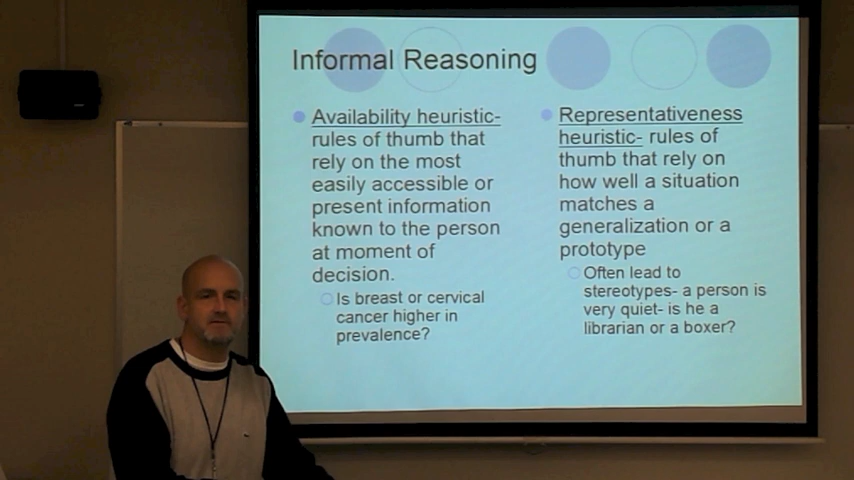 Informal Reasoning
Availability heuristic-
rules of thumb that
rely on the most
easily accessible or
present information
known to the person
at moment of
decision.
Is breast or cervical
cancer higher in
prevalence?
Representativeness
heuristic- rules of
thumb that rely on
how well a situation
matches a
generalization or a
prototype
Often lead to
stereotypes- a person is
very quiet- is he a
librarian or a boxer?